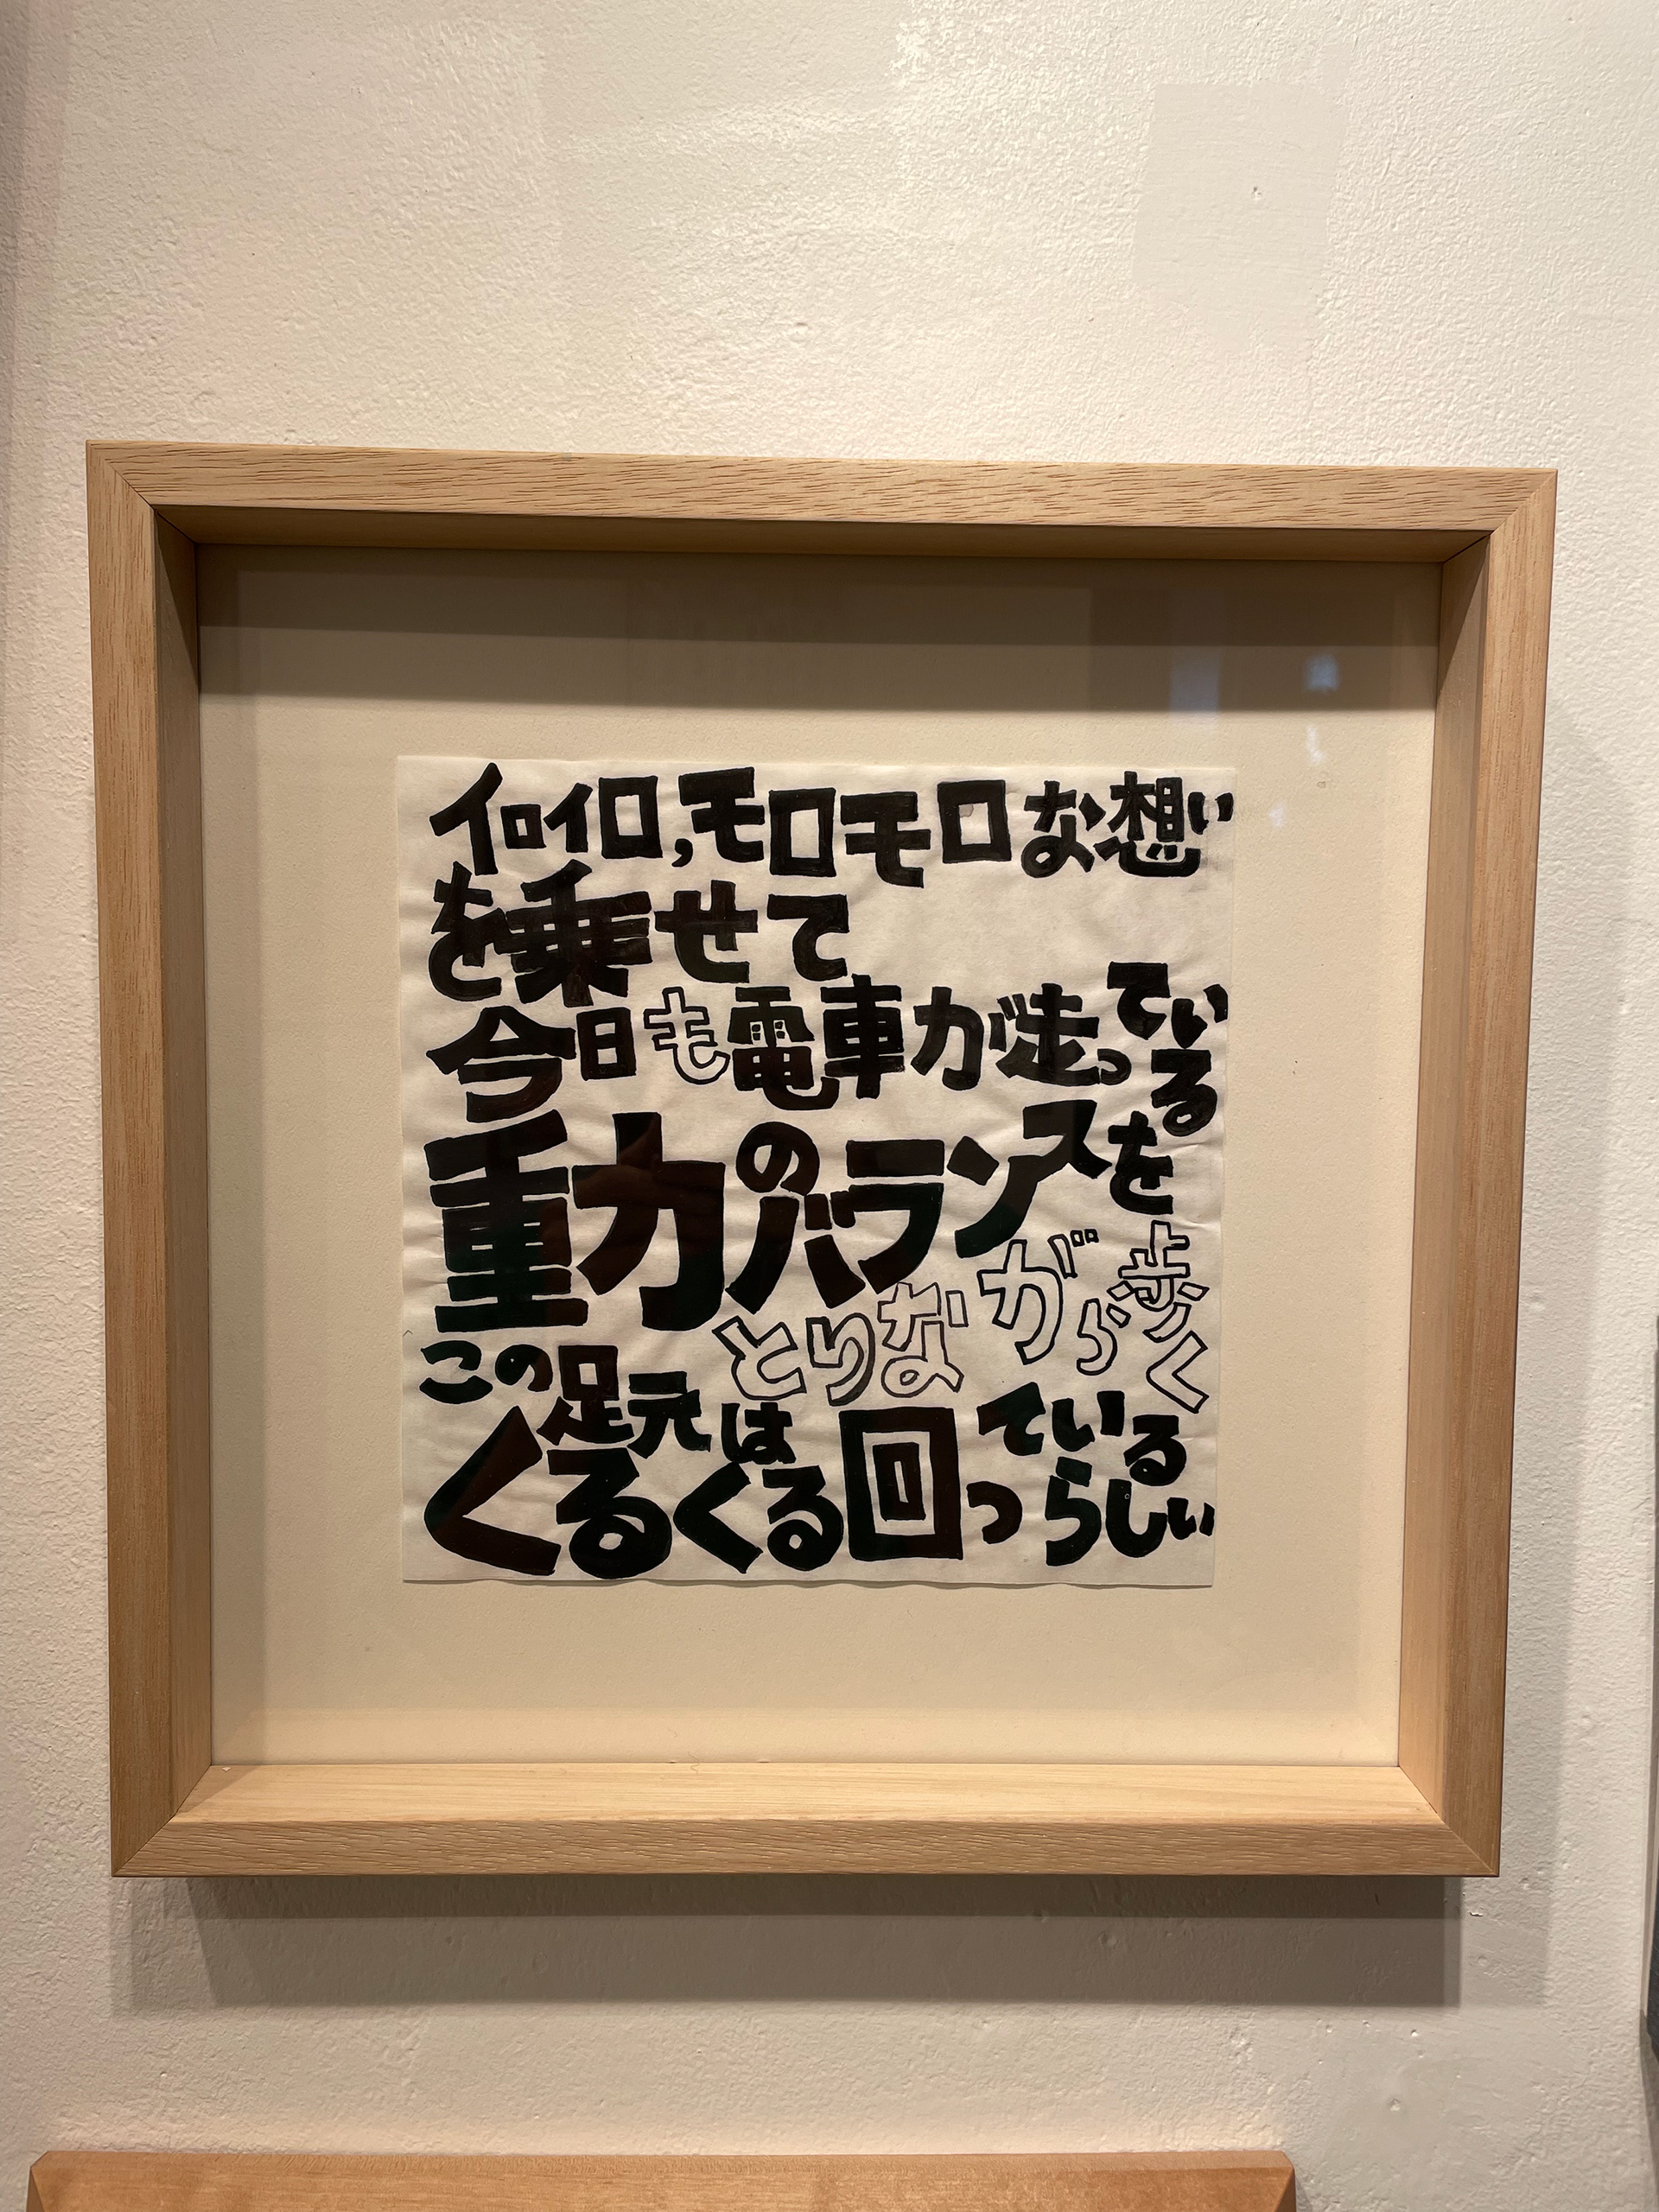 イロイロ,モロモロな想い
を乗せて
今日も電車が走っている
重力のバランスを
とりながら歩く
この足元は
くるくる回っているらしい